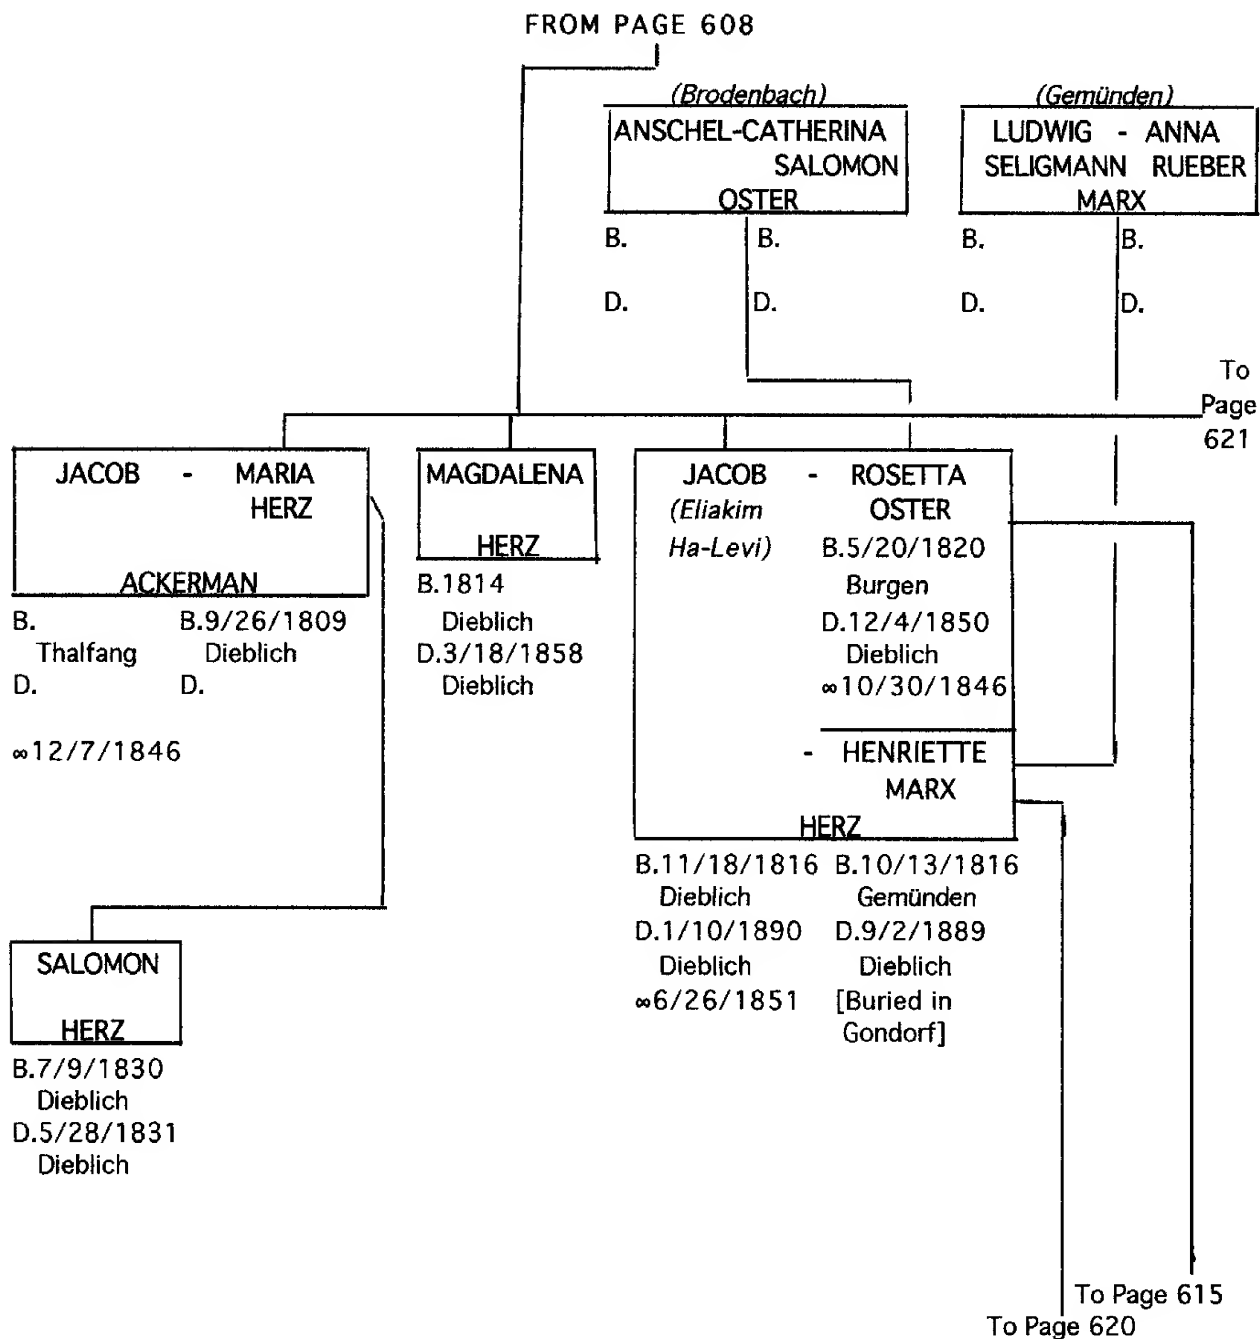 FROM PAGE 608
(Brodenbach)
ANSCHEL-CATHERINA
SALOMON
OSTER
B. B.
D. D.
(Gemünden)
LUDWIG - ANNA
SELIGMANN RUEBER
MARX
B. B.
D. D.
To
Page
621
JACOB - MARIA
HERZ
ACKERMAN
B. B.9/26/1809
Thalfang Dieblich
D. D.
∞12/7/1846
MAGDALENA
HERZ
B.1814
Dieblich
D.3/18/1858
Dieblich
JACOB - ROSETTA
(Eliakim OSTER
Ha-Levi) B.5/20/1820
Burgen
D.12/4/1850
Dieblich
∞10/30/1846
- HENRIETTE
MARX
HERZ
B.11/18/1816 B.10/13/1816
Dieblich Gemünden
D.1/10/1890 D.9/2/1889
Dieblich Dieblich
∞6/26/1851 [Buried in
Gondorf]
SALOMON
HERZ
B.7/9/1830
Dieblich
D.5/28/1831
Dieblich
To Page 615
To Page 620